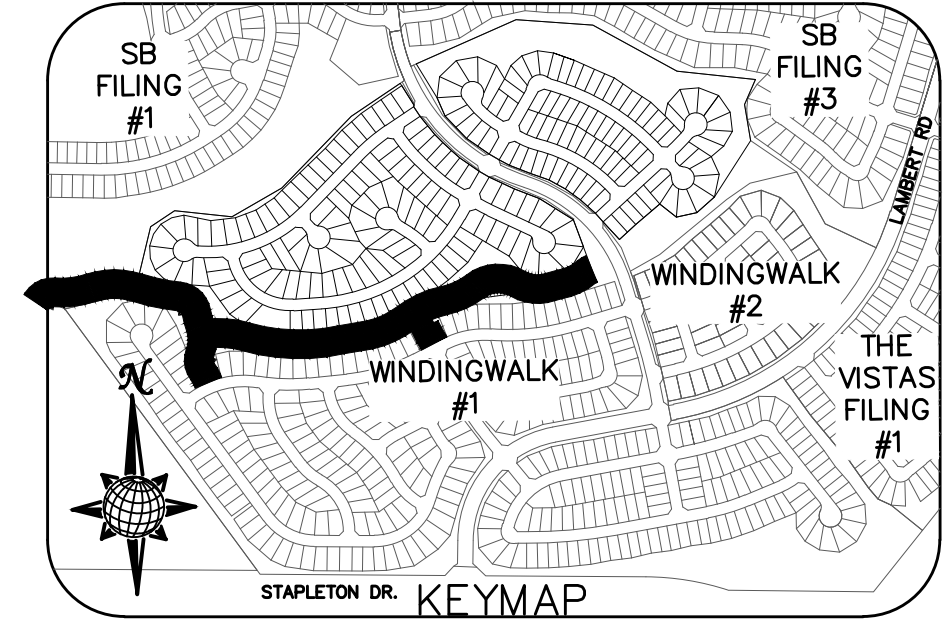 SB
FILING
#1
SB
FILING
#3
LAMBERT RD
WINDINGWALK
#2
THE
VISTAS
FILING
#1
WINDINGWALK
#1
N
STAPLETON DR.
KEYMAP